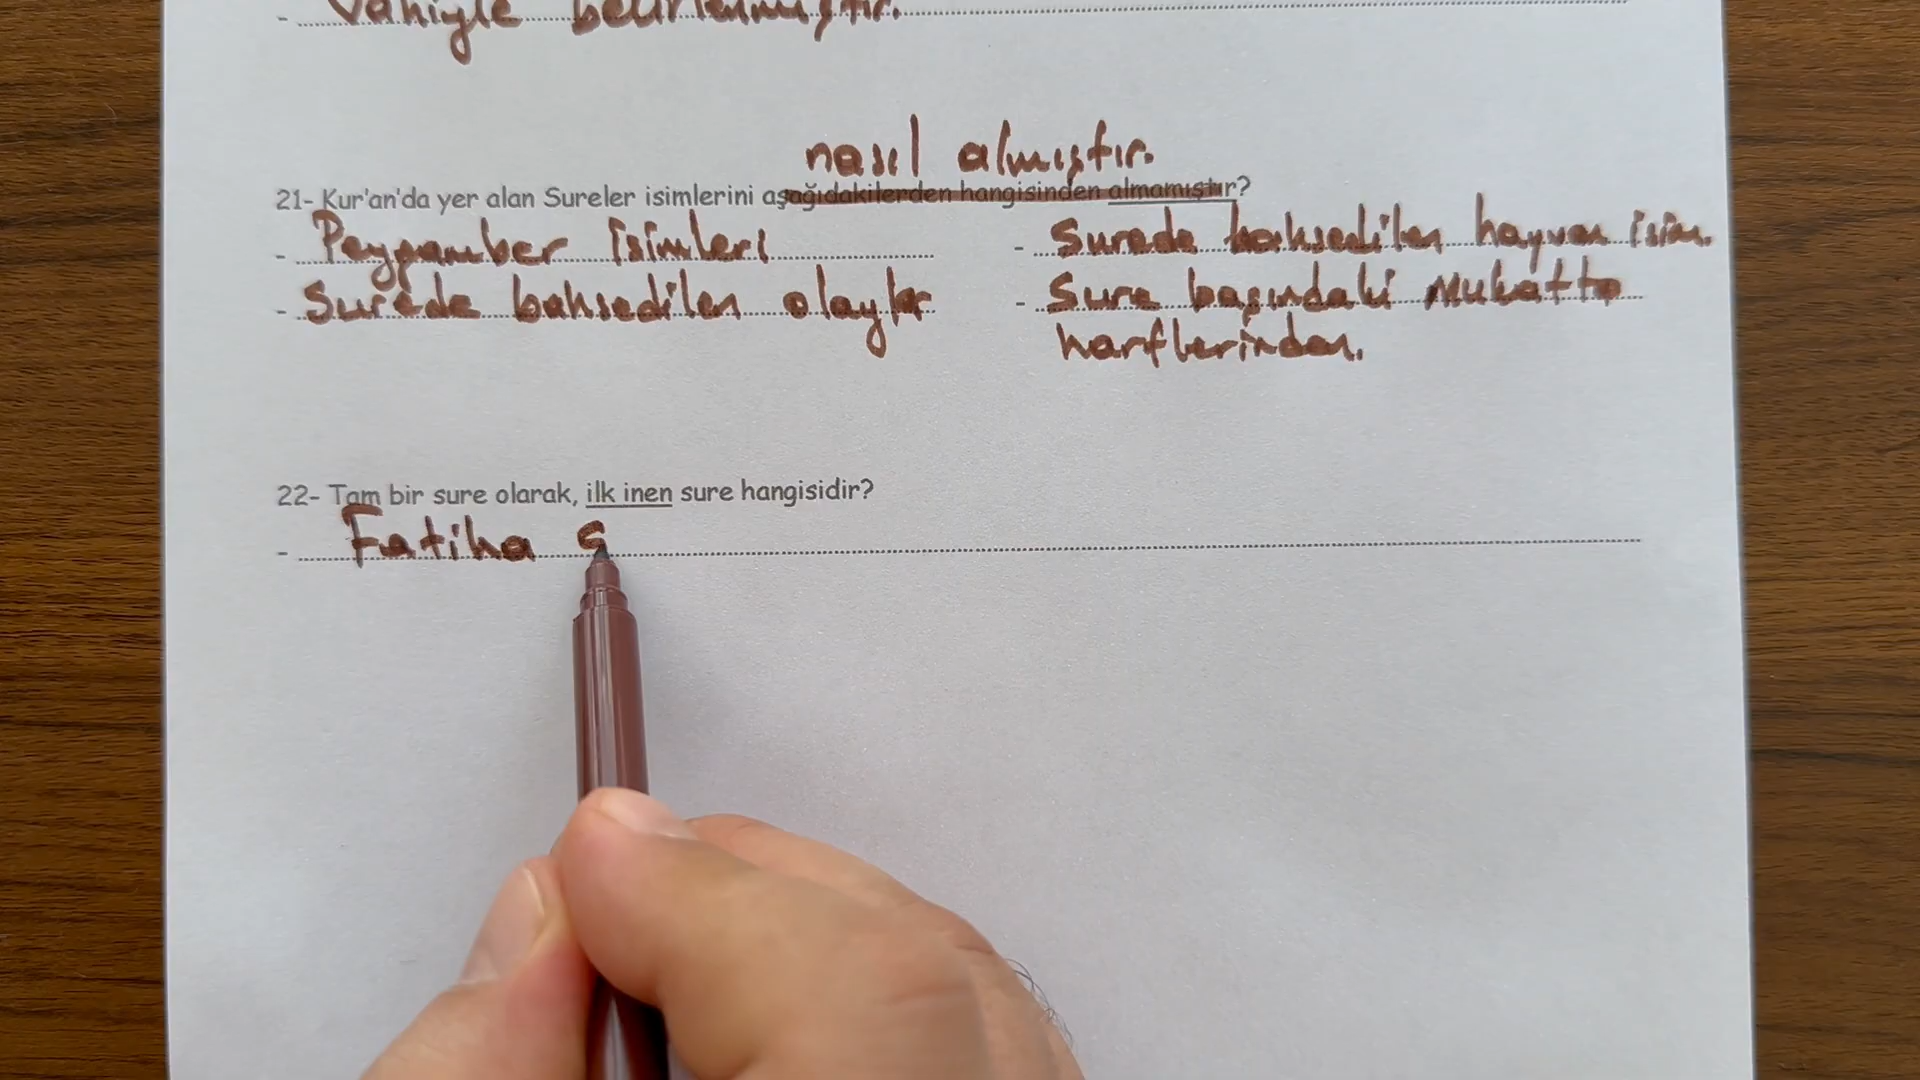 - Vahiyle belirlenmiştir.
nasıl almıştır.
21- Kur'an'da yer alan Sureler isimlerini aşağıdakilerden hangisinden almamıştır?
- Peygamber İsimleri
- Surede bahsedilen hayvan isim.
- Surede bahsedilen olaylar
- Sure başındaki Mukatta
harflerinden.
22- Tam bir sure olarak, ilk inen sure hangisidir?
- Fatiha S